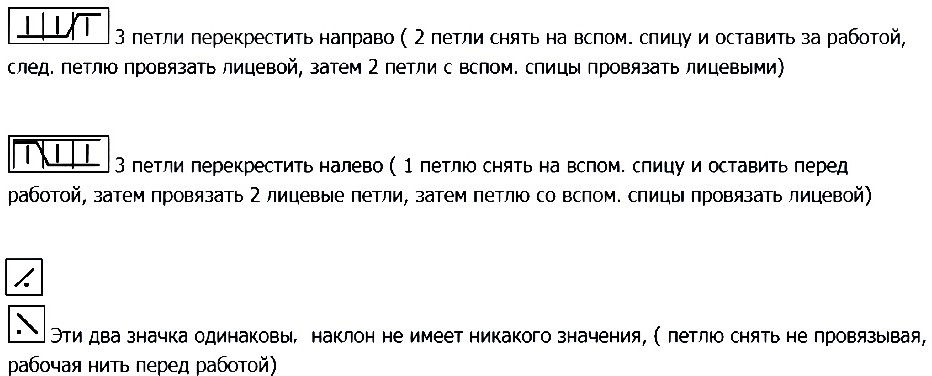 3 петли перекрестить направо ( 2 петли снять на вспом. спицу и оставить за работой,
след. петлю провязать лицевой, затем 2 петли с вспом. спицы провязать лицевыми)
3 петли перекрестить налево ( 1 петлю снять на вспом. спицу и оставить перед
работой, затем провязать 2 лицевые петли, затем петлю со вспом. спицы провязать лицевой)
Эти два значка одинаковы, наклон не имеет никакого значения, ( петлю снять не провязывая,
рабочая нить перед работой)